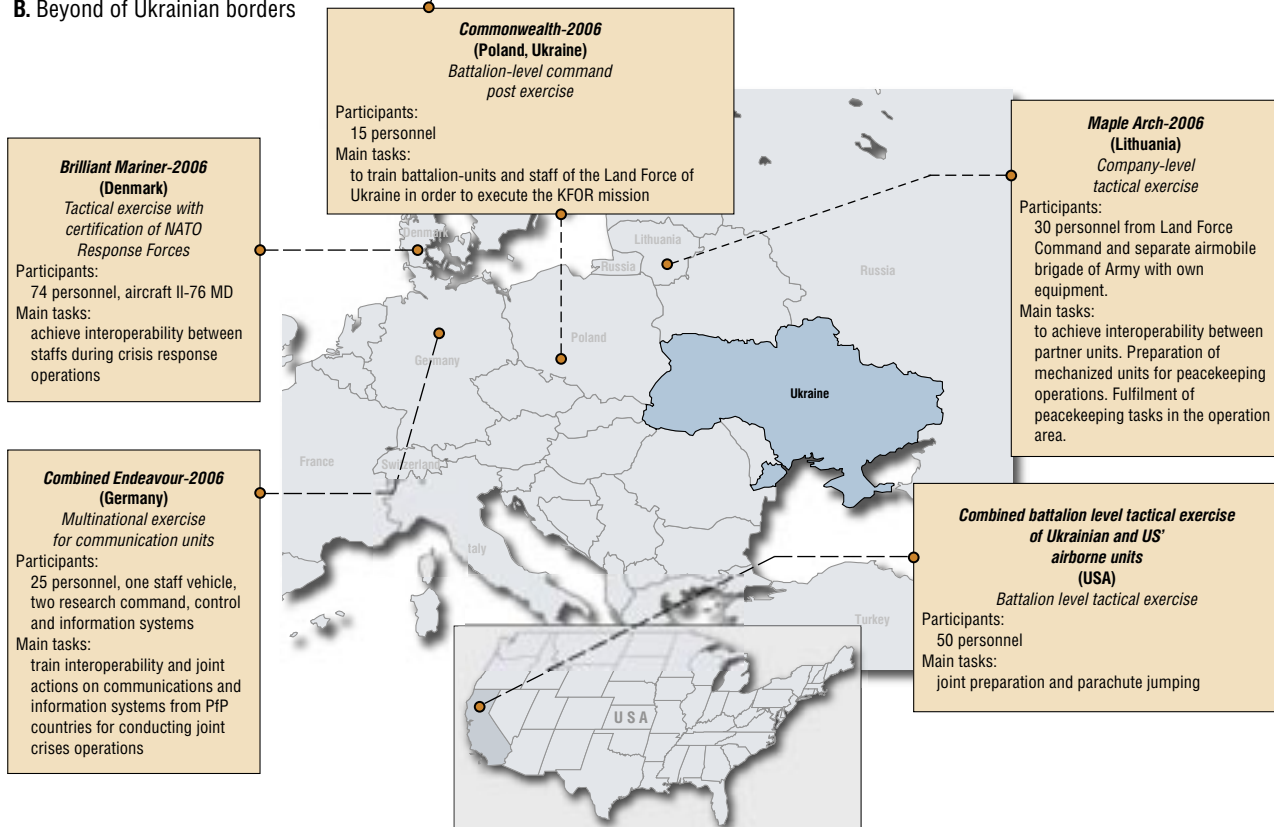 B. Beyond of Ukrainian borders
Commonwealth-2006
(Poland, Ukraine)
Battalion-level command
post exercise
Participants:
15 personnel
Main tasks:
to train battalion-units and staff of the Land Force of
Ukraine in order to execute the KFOR mission
Brilliant Mariner-2006
(Denmark)
Tactical exercise with
certification of NATO
Response Forces
Participants:
74 personnel, aircraft Il-76 MD
Main tasks:
achieve interoperability between
staffs during crisis response
operations
Maple Arch-2006
(Lithuania)
Company-level
tactical exercise
Participants:
30 personnel from Land Force
Command and separate airmobile
brigade of Army with own
equipment.
Main tasks:
to achieve interoperability between
partner units. Preparation of
mechanized units for peacekeeping
operations. Fulfilment of
peacekeeping tasks in the operation
area.
Combined Endeavour-2006
(Germany)
Multinational exercise
for communication units
Participants:
25 personnel, one staff vehicle,
two research command, control
and information systems
Main tasks:
train interoperability and joint
actions on communications and
information systems from PfP
countries for conducting joint
crises operations
Combined battalion level tactical exercise
of Ukrainian and US'
airborne units
(USA)
Battalion level tactical exercise
Participants:
50 personnel
Main tasks:
joint preparation and parachute jumping
Denmark
Lithuania
Russia
Russia
Poland
Germany
Ukraine
France
Switzerland
Italy
Turkey
USA